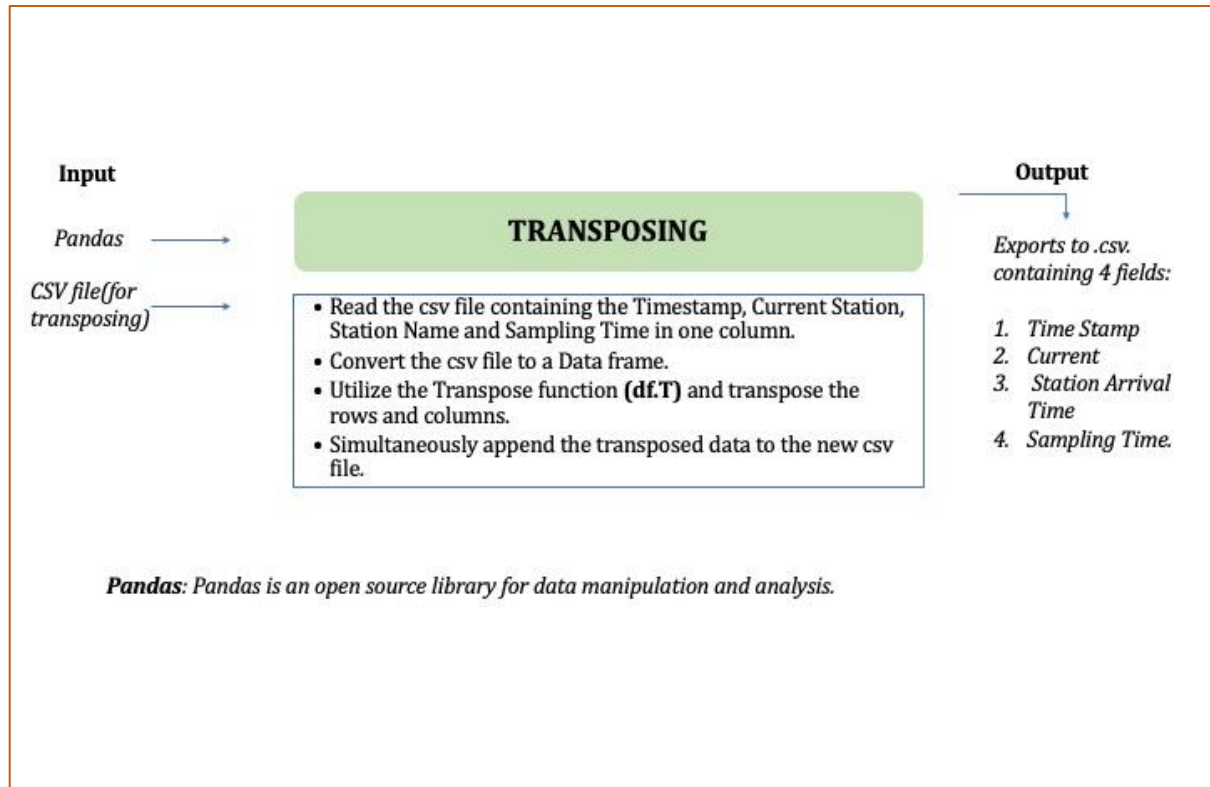 Input
Pandas
CSV file(for
transposing)
TRANSPOSING
• Read the csv file containing the Timestamp, Current Station,
Station Name and Sampling Time in one column.
• Convert the csv file to a Data frame.
• Utilize the Transpose function (df.T) and transpose the
rows and columns.
• Simultaneously append the transposed data to the new csv
file.
Output
Exports to .csv.
containing 4 fields:
1. Time Stamp
2. Current
3. Station Arrival
Time
4. Sampling Time.
Pandas: Pandas is an open source library for data manipulation and analysis.